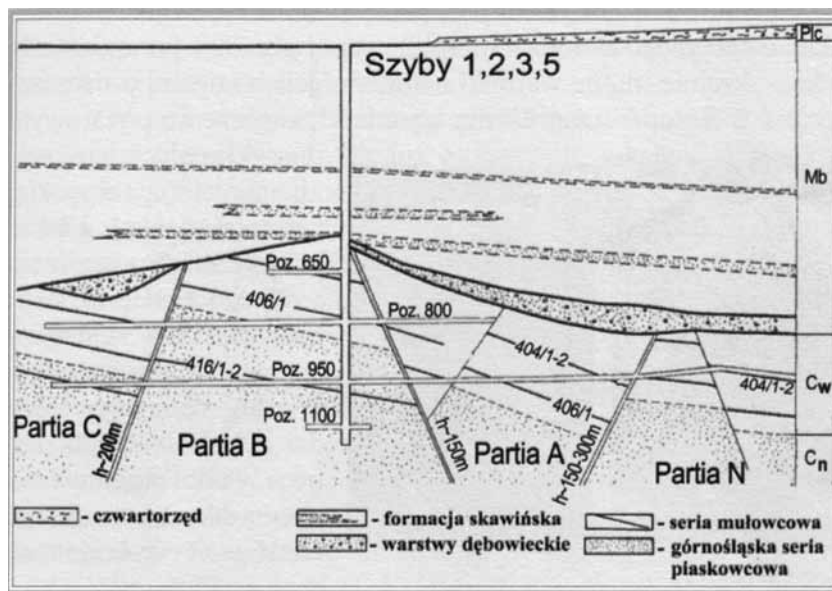 Plc
Szyby 1,2,3,5
Mb
Poz. 650
406/1
Poz. 800
404/1-2
416/1-2
Poz. 950
404/1-2
Cw
406/1
Poz. 1100
Partia C
Partia B
Partia A
Partia N
Cn
h~200m
h~150m
h~150-300m
- czwartorzęd
- formacja skawińska
- seria mułowcowa
- warstwy dębowieckie
- górnośląska seria
piaskowcowa